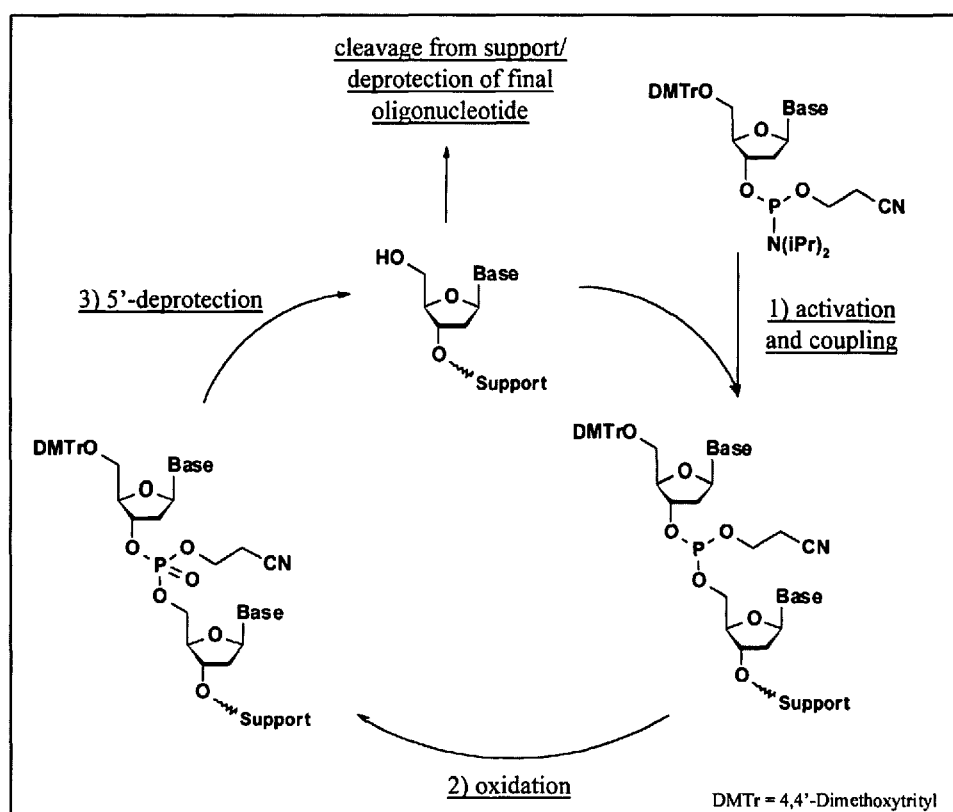 cleavage from support/
deprotection of final
oligonucleotide
DMTrO
Base
O
O
P
O
CN
N(iPr)₂
HO
Base
O
O
Support
3) 5'-deprotection
1) activation
and coupling
DMTrO
Base
O
O
P
O
CN
O
O
Base
O
O
Support
DMTrO
Base
O
O
P
O
CN
O
Base
O
O
Support
2) oxidation
DMTr = 4,4'-Dimethoxytrityl